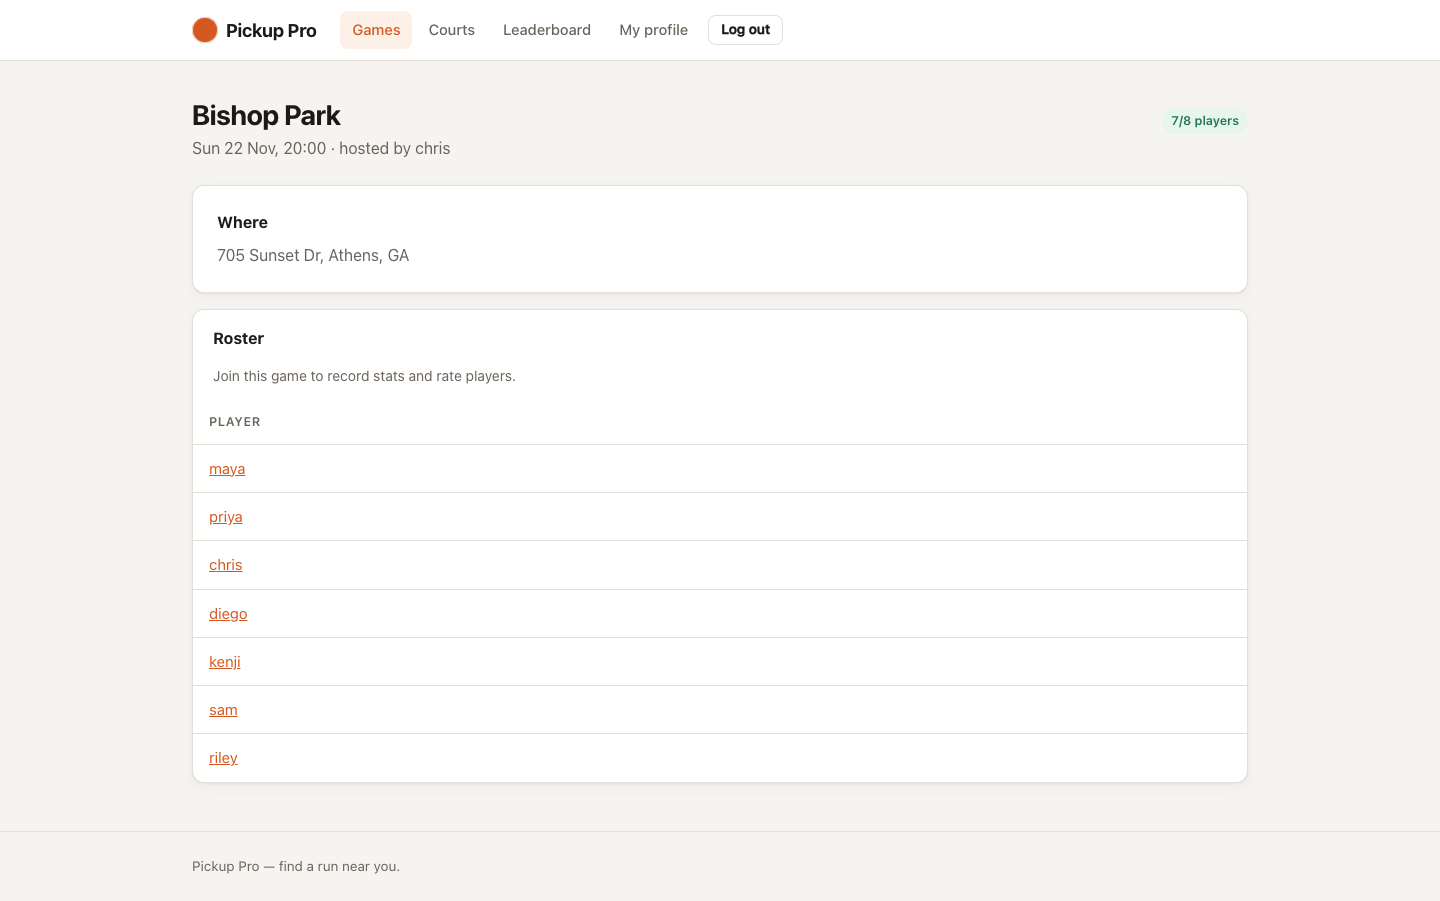 Pickup Pro Games Courts Leaderboard My profile Log out
Bishop Park
7/8 players
Sun 22 Nov, 20:00 · hosted by chris
Where
705 Sunset Dr, Athens, GA
Roster
Join this game to record stats and rate players.
PLAYER
maya
priya
chris
diego
kenji
sam
riley
Pickup Pro — find a run near you.